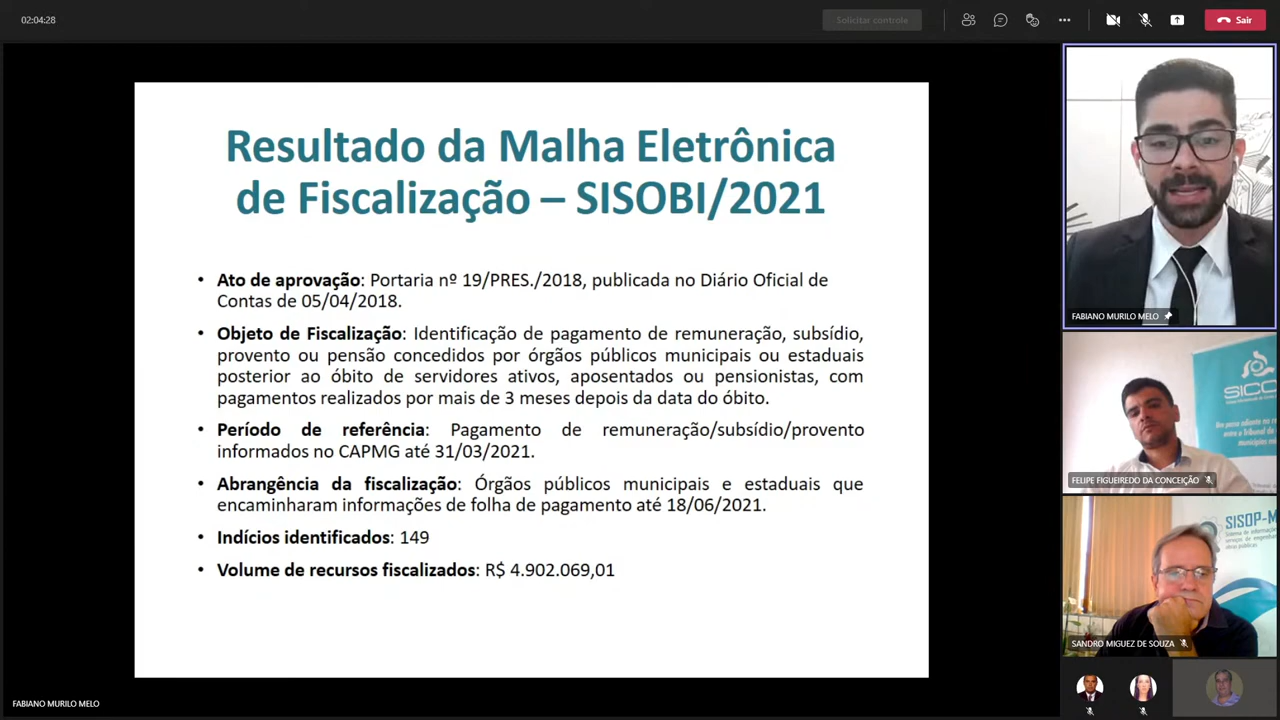 02:04:28
Solicitar controle
Sair
Resultado da Malha Eletrônica
de Fiscalização – SISOBI/2021
• Ato de aprovação: Portaria nº 19/PRES./2018, publicada no Diário Oficial de
Contas de 05/04/2018.
• Objeto de Fiscalização: Identificação de pagamento de remuneração, subsídio,
provento ou pensão concedidos por órgãos públicos municipais ou estaduais
posterior ao óbito de servidores ativos, aposentados ou pensionistas, com
pagamentos realizados por mais de 3 meses depois da data do óbito.
• Período de referência: Pagamento de remuneração/subsídio/provento
informados no CAPMG até 31/03/2021.
• Abrangência da fiscalização: Órgãos públicos municipais e estaduais que
encaminharam informações de folha de pagamento até 18/06/2021.
• Indícios identificados: 149
• Volume de recursos fiscalizados: R$ 4.902.069,01
FABIANO MURILO MELO
SICO
FELIPE FIGUEIREDO DA CONCEIÇÃO
SISOP-M
SANDRO MIGUEZ DE SOUZA
FABIANO MURILO MELO